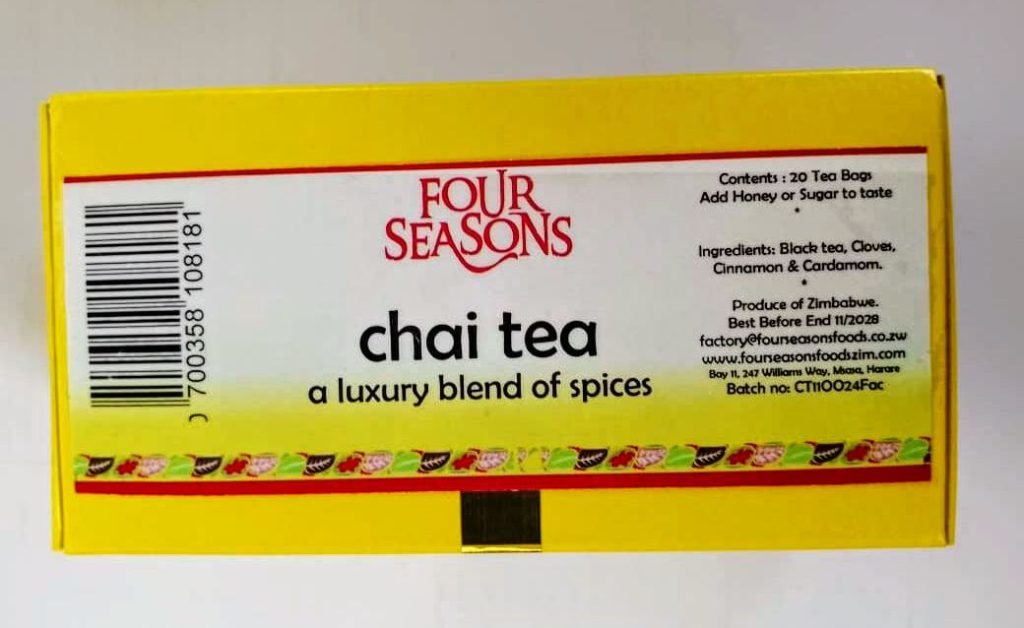 FOUR
SEASONS
chai tea
a luxury blend of spices
0 700358 108181
Contents : 20 Tea Bags
Add Honey or Sugar to taste
*
Ingredients: Black tea, Cloves,
Cinnamon & Cardamom.
*
Produce of Zimbabwe.
Best Before End 11/2028
factory@fourseasonsfoods.co.zw
www.fourseasonsfoodszim.com
Bay 11, 247 Williams Way, Msasa, Harare
Batch no: CT110024Fac